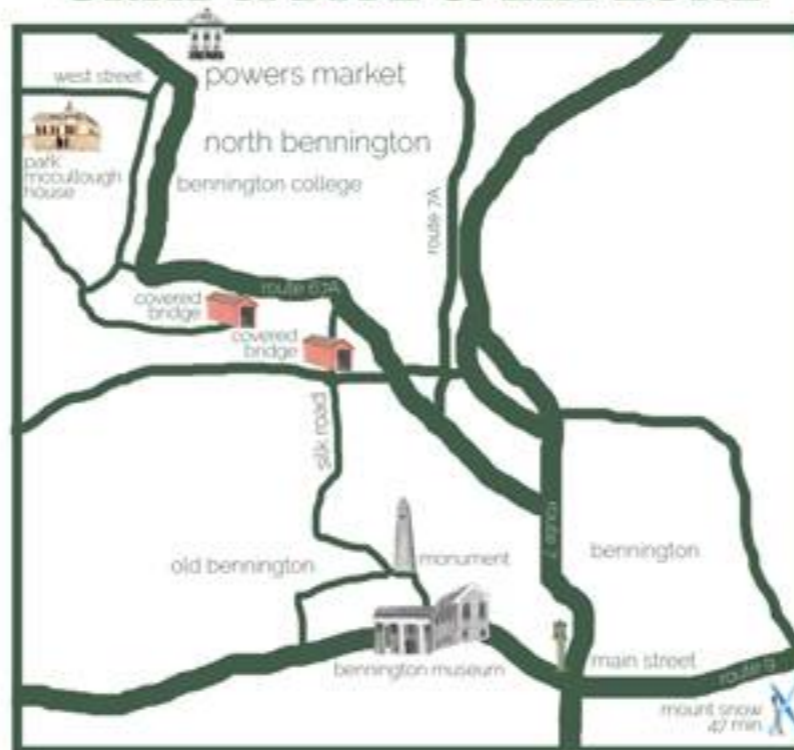 powers market
west street
north bennington
park
mccullough
house
bennington college
route 7A
route 67A
covered
bridge
covered
bridge
silk road
route 7
old bennington
monument
bennington
bennington museum
main street
route 9
mount snow
47 min